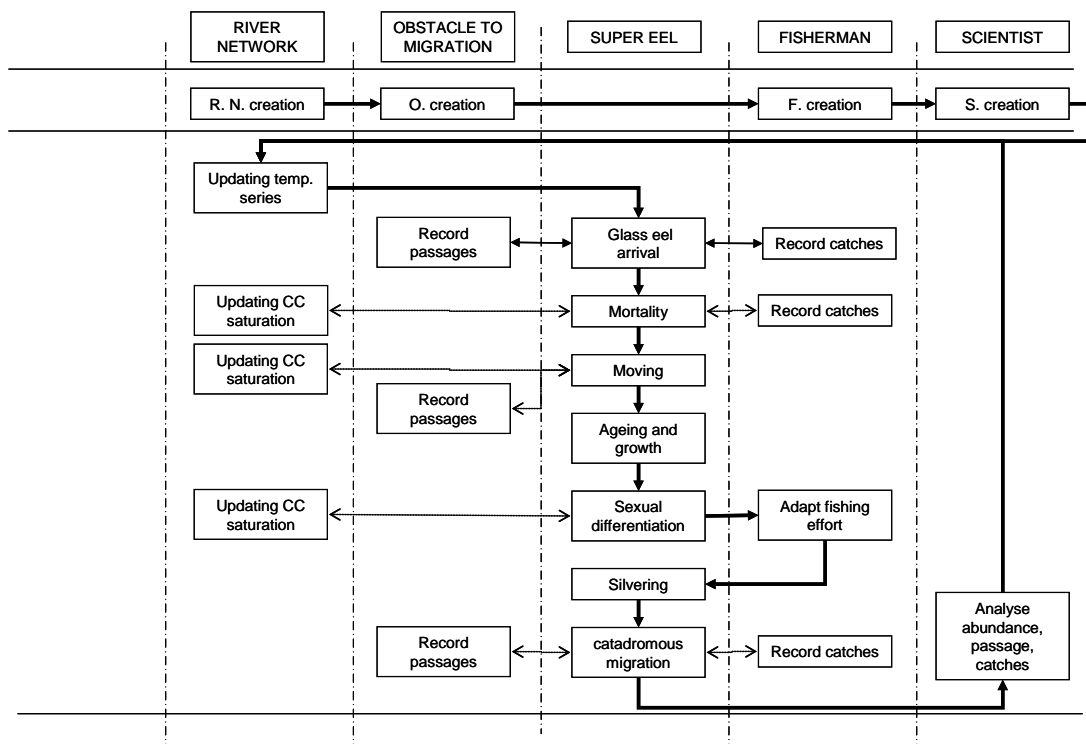 RIVER
NETWORK
OBSTACLE TO
MIGRATION
SUPER EEL
FISHERMAN
SCIENTIST
R. N. creation
O. creation
F. creation
S. creation
Updating temp.
series
Record
passages
Glass eel
arrival
Record catches
Updating CC
saturation
Mortality
Record catches
Updating CC
saturation
Moving
Record
passages
Ageing and
growth
Updating CC
saturation
Sexual
differentiation
Adapt fishing
effort
Silvering
Analyse
abundance,
passage,
catches
Record
passages
catadromous
migration
Record catches